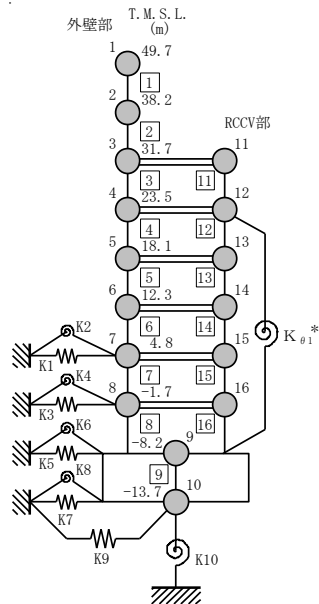 T.M.S.L.
外壁部 (m)
1 49.7
1
2 38.2
2 RCCV部
3 31.7 11
3 11
4 23.5 12
4 12
5 18.1 13
5 13
6 12.3 14
K2 6 14 Kθ1*
7 4.8 15
K1
K4 7 15
8 -1.7 16
K3
K6 8 16
-8.2 9
K5
K8 9
-13.7 10
K7
K9
K10